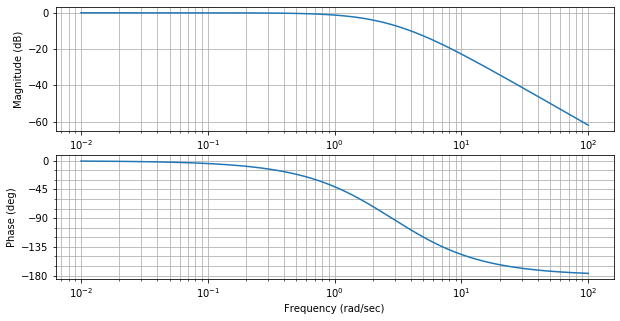 0
−20
−40
−60
Magnitude (dB)
10⁻² 10⁻¹ 10⁰ 10¹ 10²
0
−45
−90
−135
−180
Phase (deg)
10⁻² 10⁻¹ 10⁰ 10¹ 10²
Frequency (rad/sec)